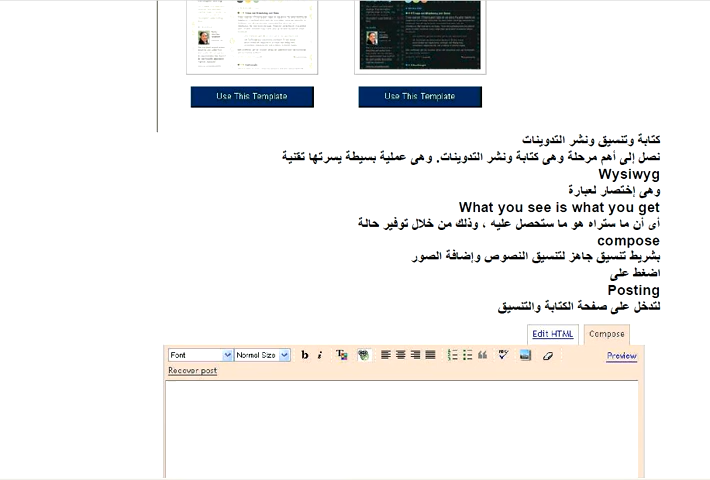 Use This Template
Use This Template
كتابة وتنسيق ونشر التدوينات
نصل إلى أهم مرحلة وهى كتابة ونشر التدوينات. وهى عملية بسيطة يسرتها تقنية
Wysiwyg
وهى إختصار لعبارة
What you see is what you get
أى أن ما ستراه هو ما ستحصل عليه ، وذلك من خلال توفير حالة
compose
بشريط تنسيق جاهز لتنسيق النصوص وإضافة الصور
اضغط على
Posting
لتدخل على صفحة الكتابة والتنسيق
Edit HTML Compose
Font Normal Size b i Preview
Recover post